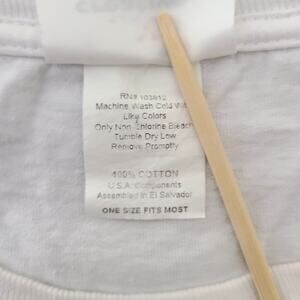 RN# 103812
Machine Wash Cold
Like Colors
Only Non Chlorine Bleach
Tumble Dry Low
Remove Promptly
100% COTTON
U.S.A. Components
Assembled in El Salvador
ONE SIZE FITS MOST